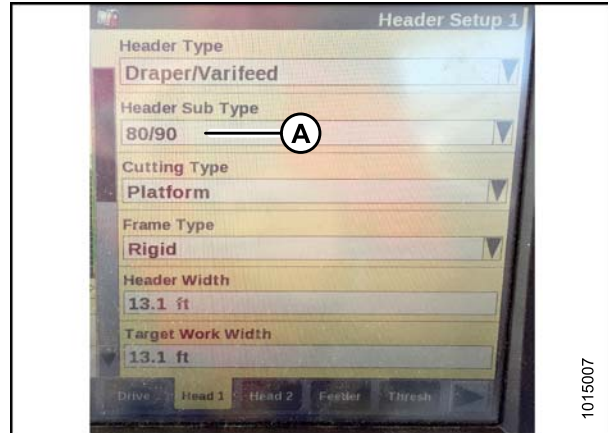 Header Setup 1
Header Type
Draper/Varifeed
Header Sub Type
80/90
A
Cutting Type
Platform
Frame Type
Rigid
Header Width
13.1 ft
Target Work Width
13.1 ft
Drive Head 1 Head 2 Feeder Thresh
1015007